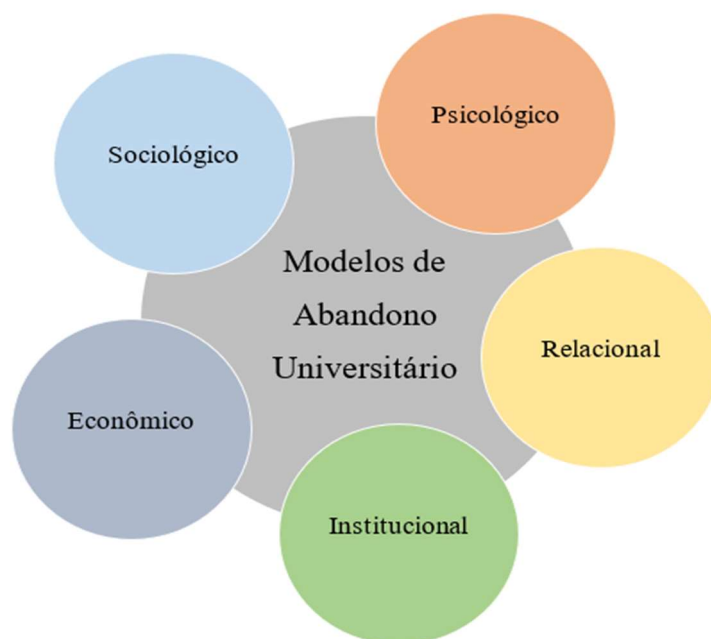 Psicológico
Sociológico
Modelos de
Abandono
Universitário
Relacional
Econômico
Institucional